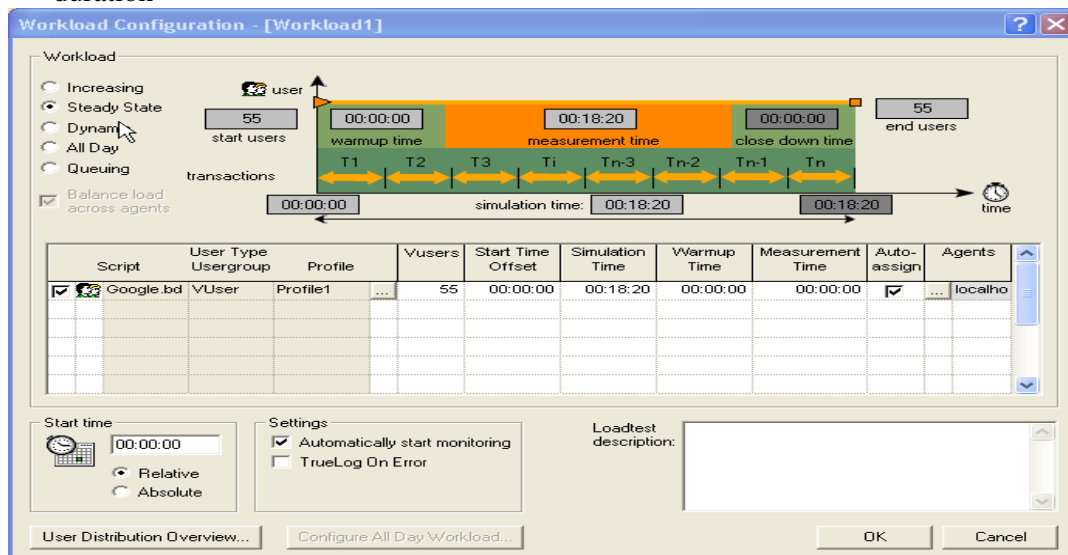 duration
Workload Configuration - [Workload1]
Workload
Increasing
Steady State
Dynamic
All Day
Queuing
Balance load
across agents
user
55
start users
00:00:00
warmup time
00:18:20
measurement time
00:00:00
close down time
55
end users
transactions
T1 T2 T3 Ti Tn-3 Tn-2 Tn-1 Tn
00:00:00
simulation time: 00:18:20
00:18:20
time
Script
User Type
Usergroup
Profile
Vusers
Start Time
Offset
Simulation
Time
Warmup
Time
Measurement
Time
Auto-
assign
Agents
Google.bd VUser Profile1 ... 55 00:00:00 00:18:20 00:00:00 00:00:00 ... localho
Start time
00:00:00
Relative
Absolute
Settings
Automatically start monitoring
TrueLog On Error
Loadtest
description:
User Distribution Overview...
Configure All Day Workload...
OK
Cancel